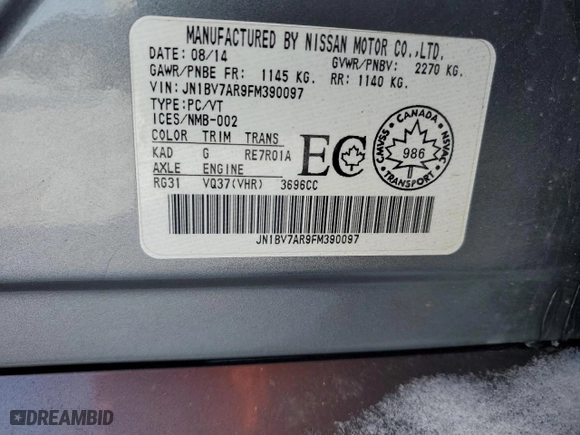 MANUFACTURED BY NISSAN MOTOR CO.,LTD.
DATE: 08/14 GVWR/PNBV: 2270 KG.
GAWR/PNBE FR: 1145 KG. RR: 1140 KG.
VIN: JN1BV7AR9FM390097
TYPE: PC/VT
ICES/NMB-002
COLOR TRIM TRANS
KAD G RE7R01A
AXLE ENGINE
RG31 VQ37(VHR) 3696CC
EC
CANADA
CMVSS 986 NSVAC
TRANSPORT
JN1BV7AR9FM390097
DREAMBID